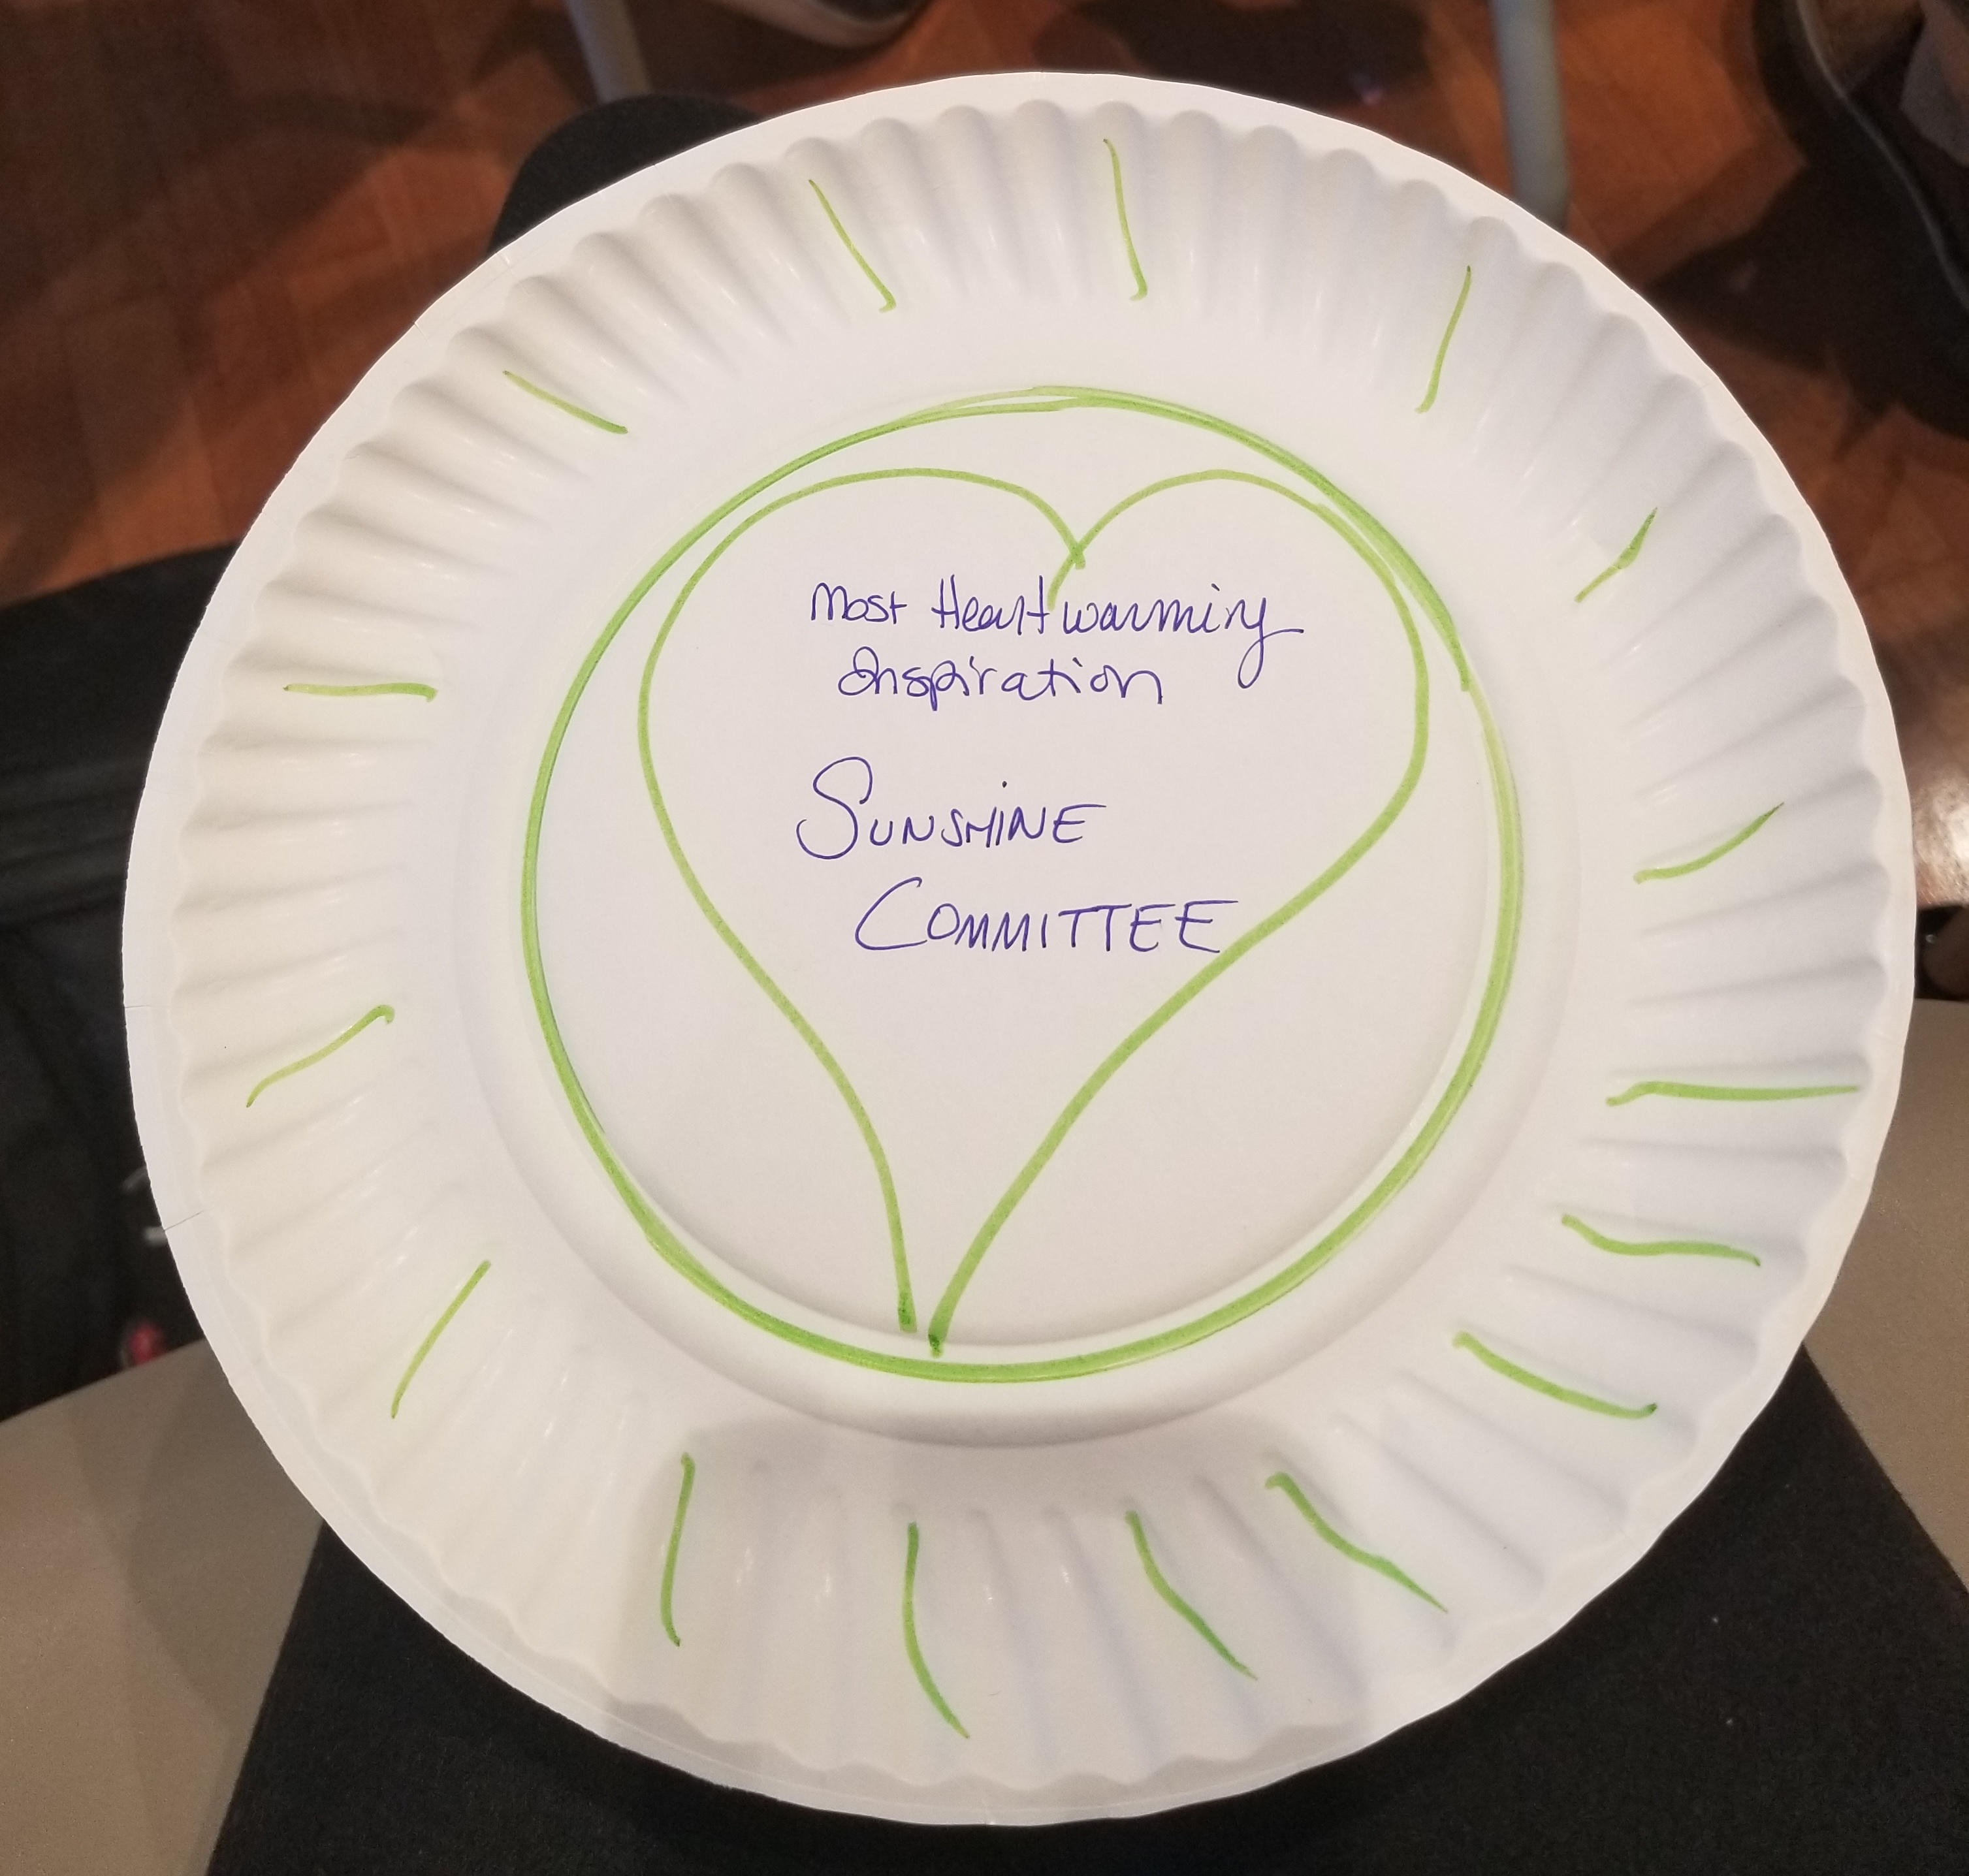 Most Heartwarming
Inspiration
SUNSHINE
COMMITTEE